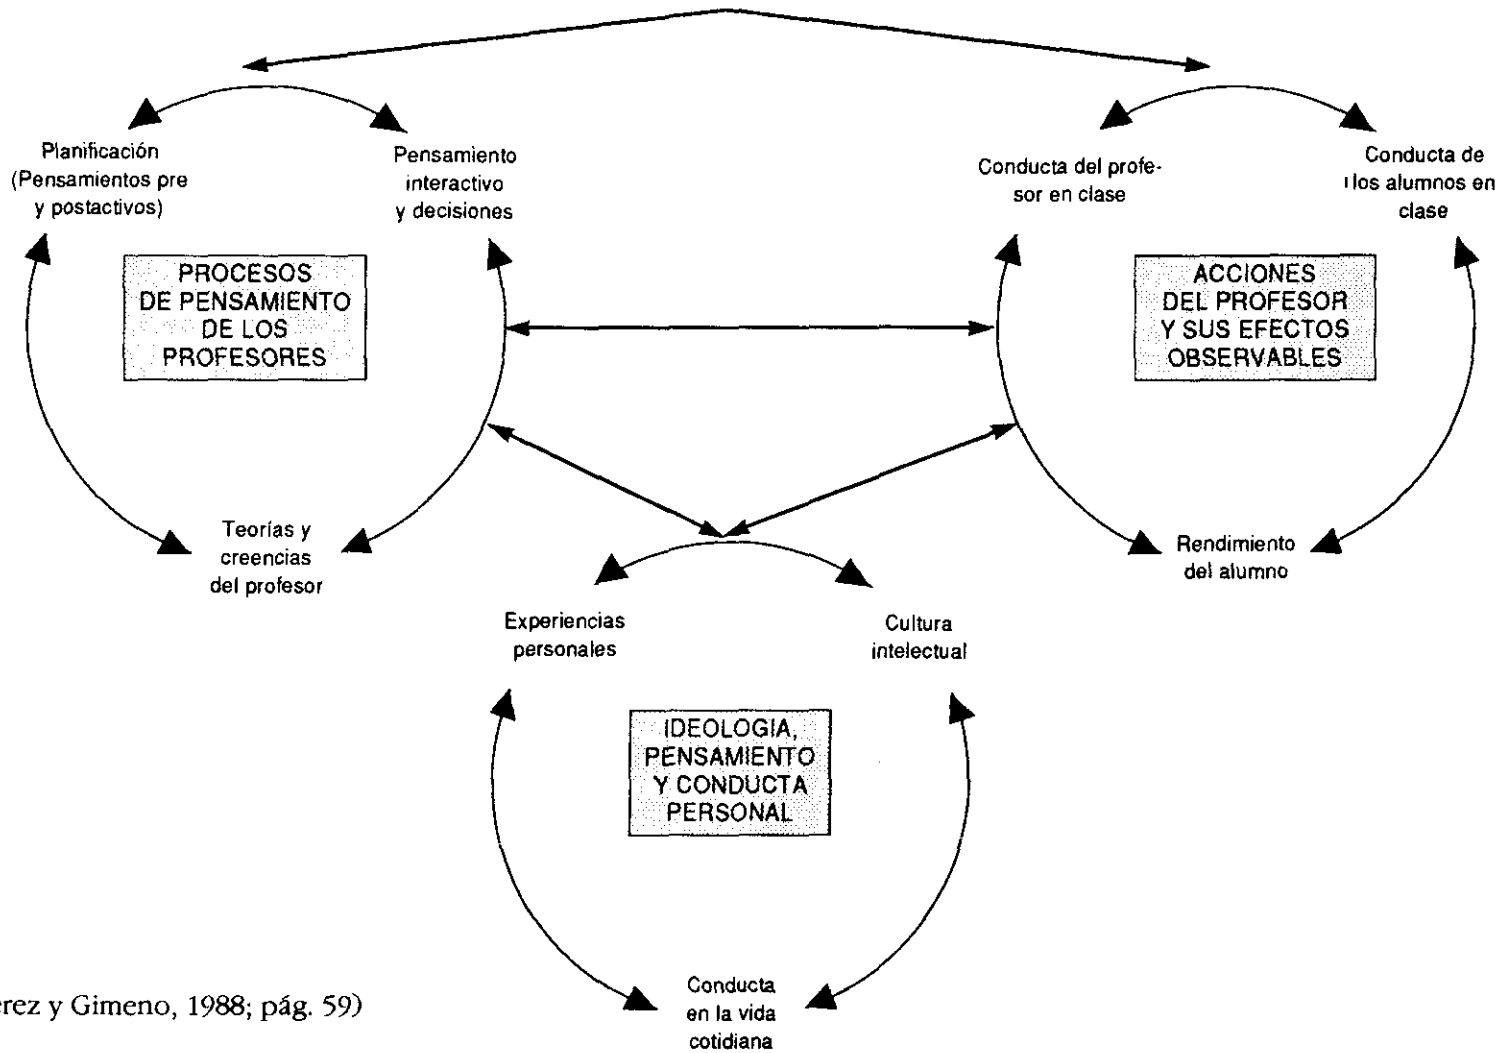 Planificación
(Pensamientos pre
y postactivos)
Pensamiento
interactivo
y decisiones
PROCESOS
DE PENSAMIENTO
DE LOS
PROFESORES
Teorías y
creencias
del profesor
Conducta del profe-
sor en clase
Conducta de
los alumnos en
clase
ACCIONES
DEL PROFESOR
Y SUS EFECTOS
OBSERVABLES
Rendimiento
del alumno
Experiencias
personales
Cultura
intelectual
IDEOLOGIA,
PENSAMIENTO
Y CONDUCTA
PERSONAL
Conducta
en la vida
cotidiana
erez y Gimeno, 1988; pág. 59)